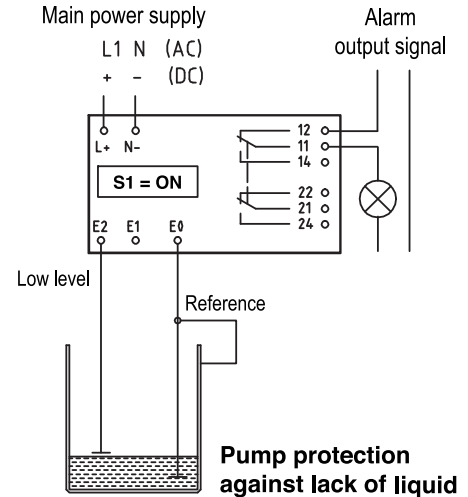 Main power supply
Alarm
output signal
L1 N (AC)
+ − (DC)
L+ N-
12
11
14
S1 = ON
22
21
24
E2 E1 E0
Low level
Reference
Pump protection
against lack of liquid